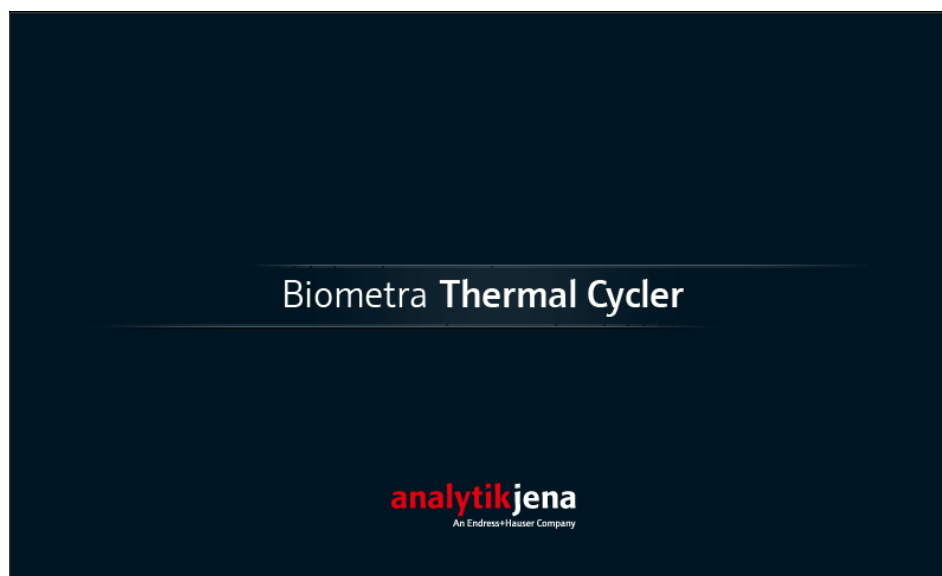 Biometra Thermal Cycler
analytikjena
An Endress+Hauser Company